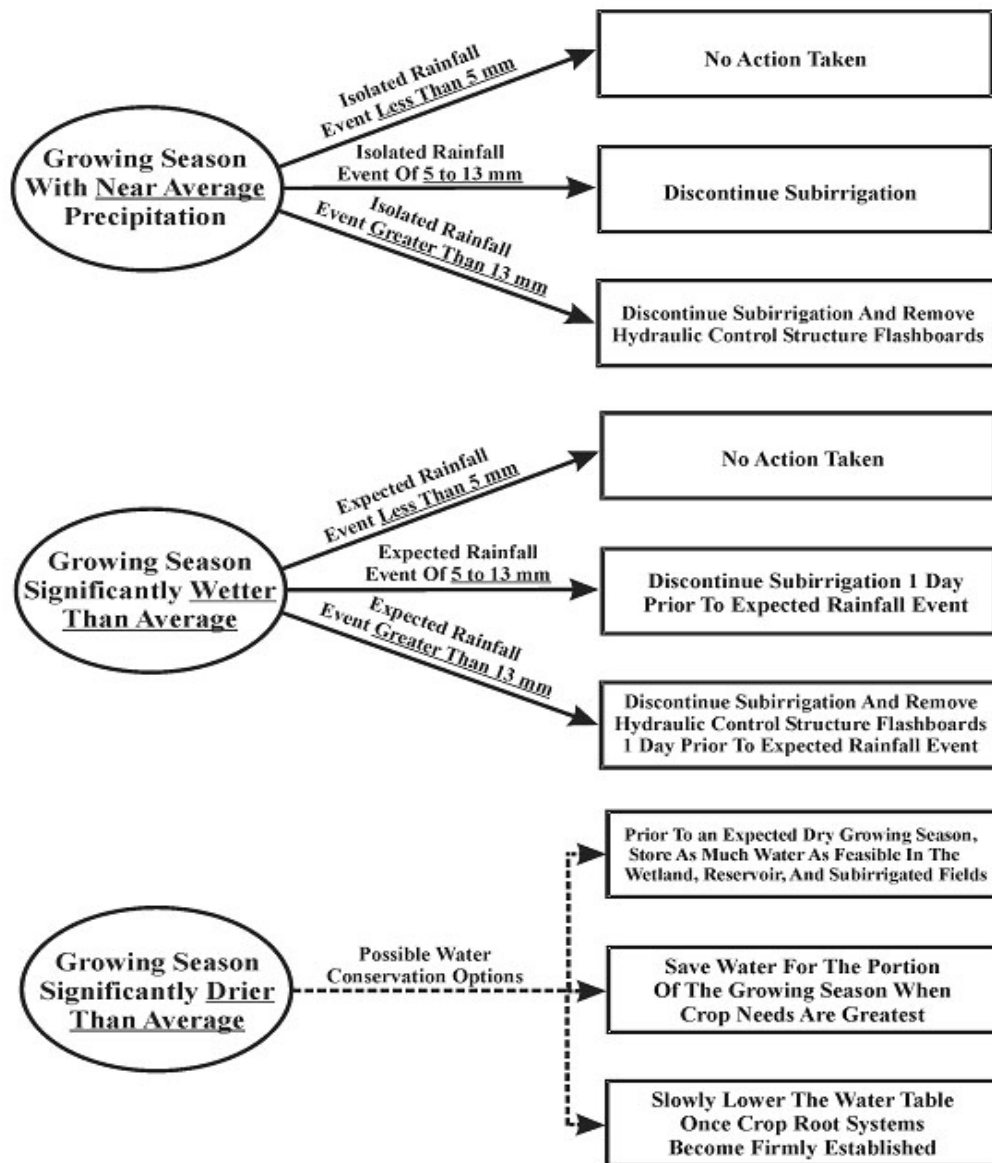 Growing Season
With Near Average
Precipitation
Isolated Rainfall
Event Less Than 5 mm
No Action Taken
Isolated Rainfall
Event Of 5 to 13 mm
Discontinue Subirrigation
Isolated Rainfall
Event Greater Than 13 mm
Discontinue Subirrigation And Remove
Hydraulic Control Structure Flashboards
Growing Season
Significantly Wetter
Than Average
Expected Rainfall
Event Less Than 5 mm
No Action Taken
Expected Rainfall
Event Of 5 to 13 mm
Discontinue Subirrigation 1 Day
Prior To Expected Rainfall Event
Expected Rainfall
Event Greater Than 13 mm
Discontinue Subirrigation And Remove
Hydraulic Control Structure Flashboards
1 Day Prior To Expected Rainfall Event
Growing Season
Significantly Drier
Than Average
Possible Water
Conservation Options
Prior To an Expected Dry Growing Season,
Store As Much Water As Feasible In The
Wetland, Reservoir, And Subirrigated Fields
Save Water For The Portion
Of The Growing Season When
Crop Needs Are Greatest
Slowly Lower The Water Table
Once Crop Root Systems
Become Firmly Established